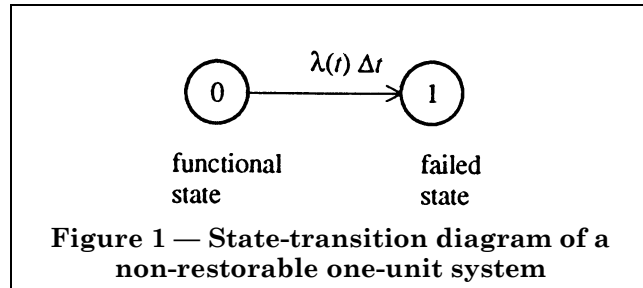 λ(t) Δt
0
1
functional
state
failed
state
Figure 1 — State-transition diagram of a
non-restorable one-unit system